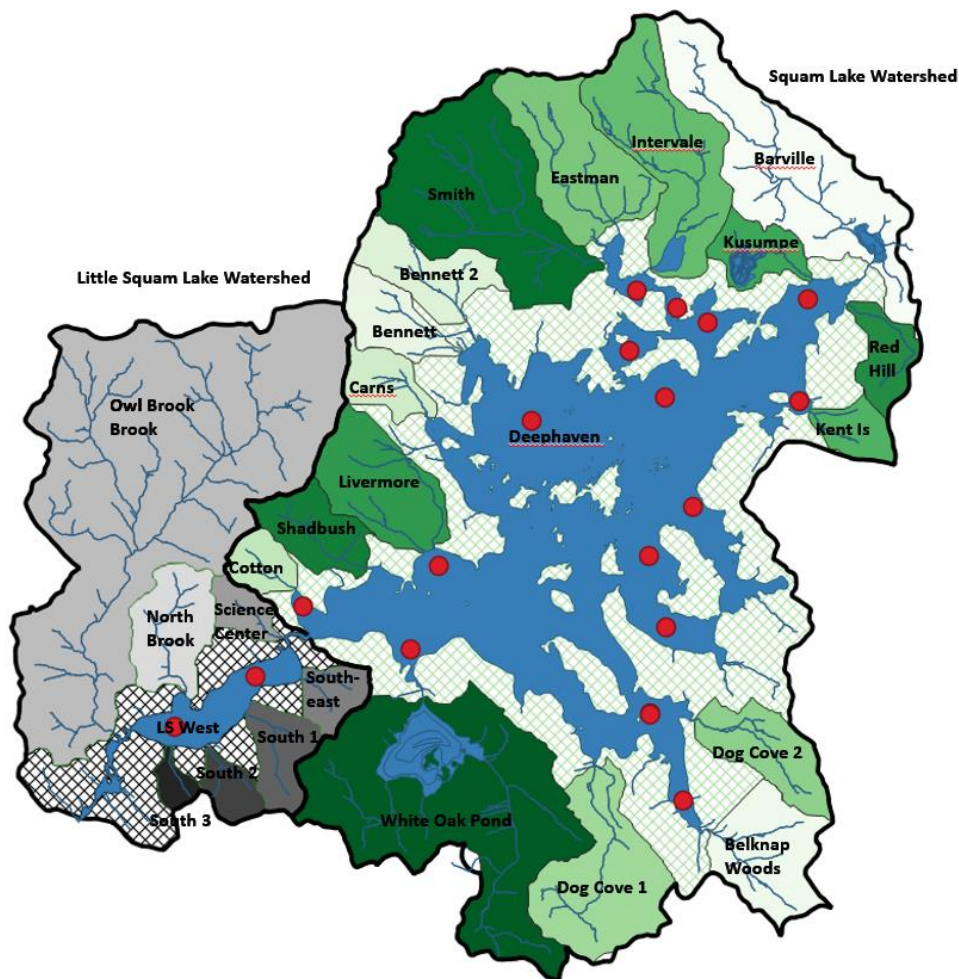 Squam Lake Watershed
Intervale
Barville
Eastman
Smith
Kusumpe
Bennett 2
Little Squam Lake Watershed
Bennett
Red
Hill
Carns
Owl Brook
Brook
Kent Is
Deephaven
Livermore
Shadbush
Cotton
Science
Center
North
Brook
South-
east
LS West
South 1
Dog Cove 2
South 2
South 3
White Oak Pond
Belknap
Woods
Dog Cove 1